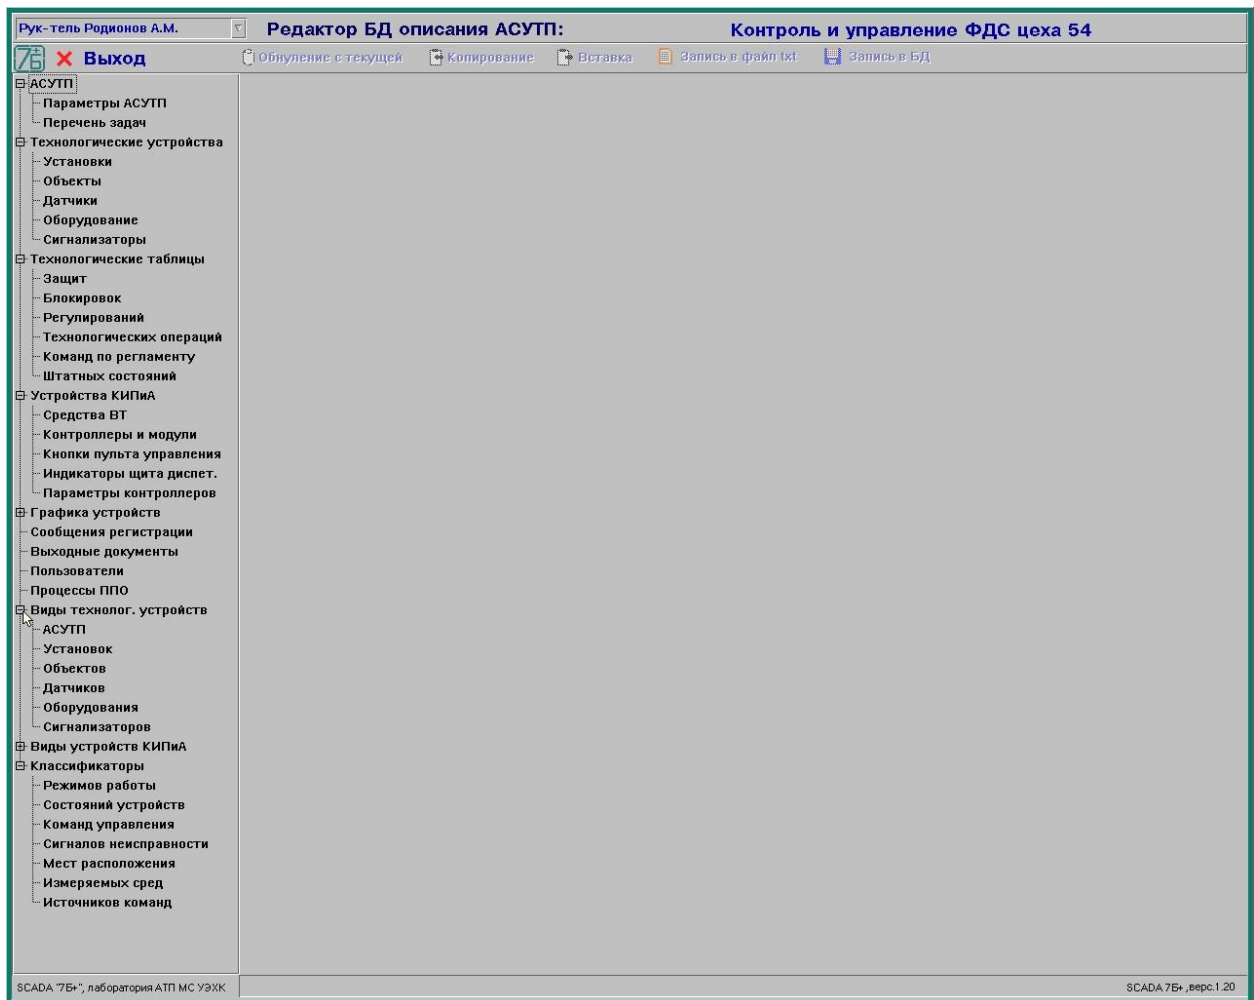 Рук-тель Родионов А.М. Редактор БД описания АСУТП: Контроль и управление ФДС цеха 54
7Б Выход Обнуление с текущей Копирование Вставка Запись в файл txt Запись в БД
АСУТП
Параметры АСУТП
Перечень задач
Технологические устройства
Установки
Объекты
Датчики
Оборудование
Сигнализаторы
Технологические таблицы
Защит
Блокировок
Регулирований
Технологических операций
Команд по регламенту
Штатных состояний
Устройства КИПиА
Средства ВТ
Контроллеры и модули
Кнопки пульта управления
Индикаторы щита диспет.
Параметры контроллеров
Графика устройств
Сообщения регистрации
Выходные документы
Пользователи
Процессы ППО
Виды технолог. устройств
АСУТП
Установок
Объектов
Датчиков
Оборудования
Сигнализаторов
Виды устройств КИПиА
Классификаторы
Режимов работы
Состояний устройств
Команд управления
Сигналов неисправности
Мест расположения
Измеряемых сред
Источников команд
SCADA "7Б+", лаборатория АТП МС УЭХК SCADA 7Б+ ,верс.1.20